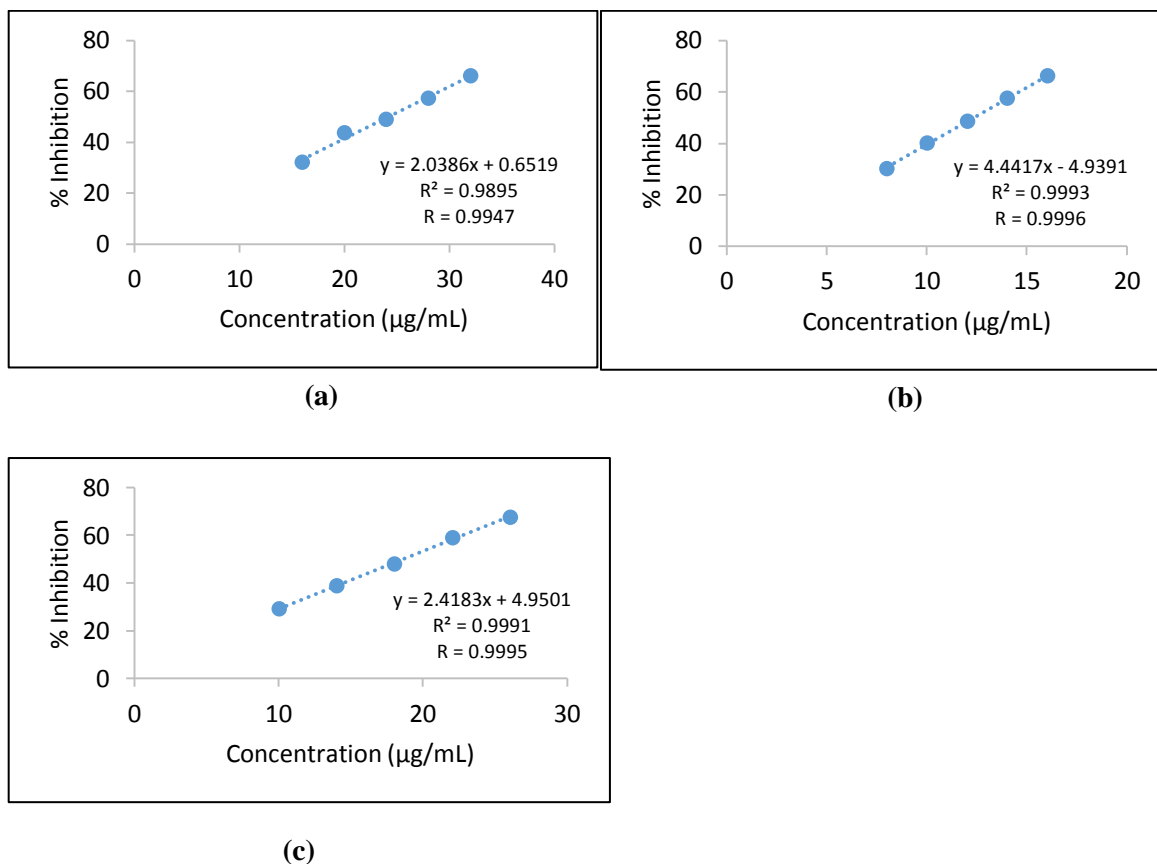 80
60
40
20
0
% Inhibition
y = 2.0386x + 0.6519
R² = 0.9895
R = 0.9947
0 10 20 30 40
Concentration (µg/mL)
(a)
80
60
40
20
0
% Inhibition
y = 4.4417x - 4.9391
R² = 0.9993
R = 0.9996
0 5 10 15 20
Concentration (µg/mL)
(b)
80
60
40
20
0
% Inhibition
y = 2.4183x + 4.9501
R² = 0.9991
R = 0.9995
0 10 20 30
Concentration (µg/mL)
(c)